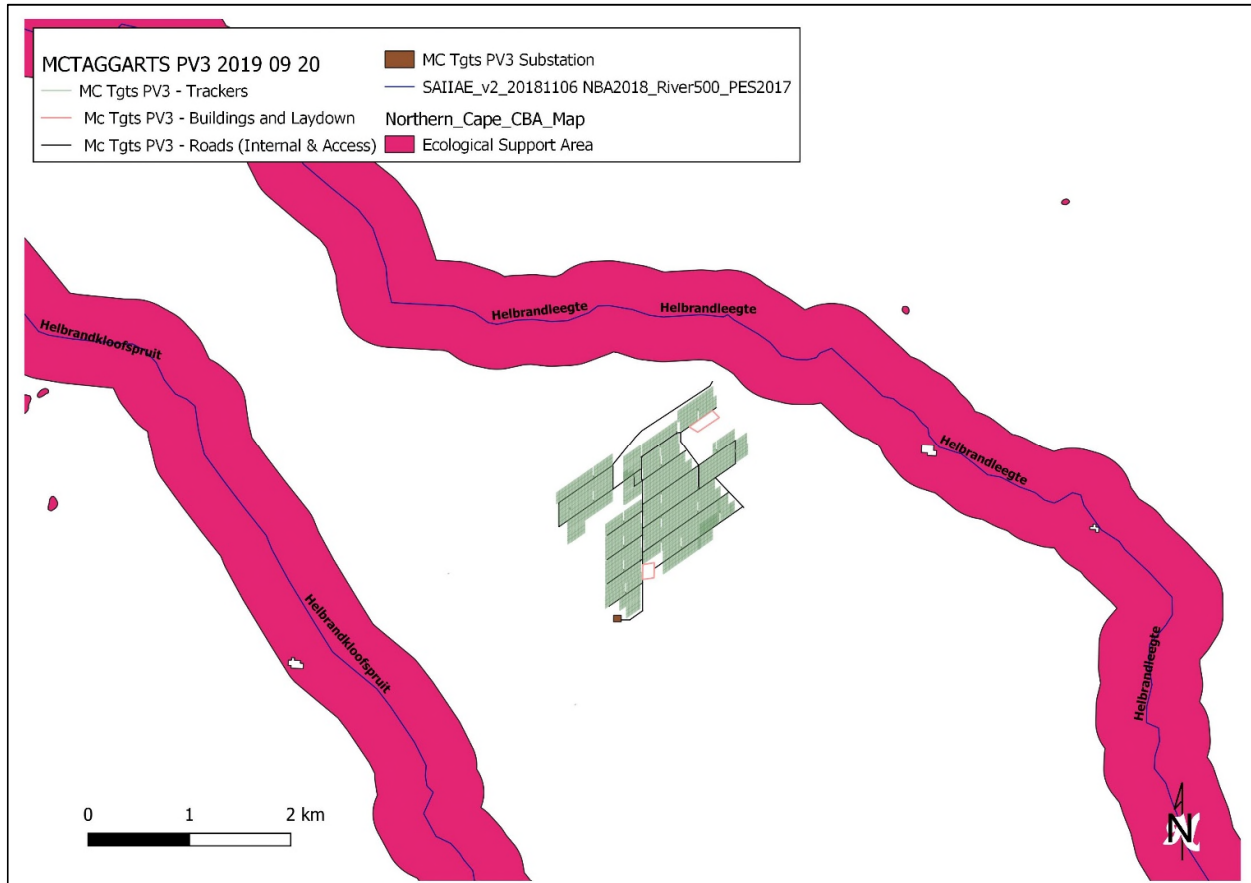 MCTAGGARTS PV3 2019 09 20
MC Tgts PV3 - Trackers
Mc Tgts PV3 - Buildings and Laydown
Mc Tgts PV3 - Roads (Internal & Access)
MC Tgts PV3 Substation
SAIIAE_v2_20181106 NBA2018_River500_PES2017
Northern_Cape_CBA_Map
Ecological Support Area
Helbrandleegte
Helbrandleegte
Helbrandkloofspruit
Helbrandleegte
Helbrandkloofspruit
Helbrandleegte
0 1 2 km
N